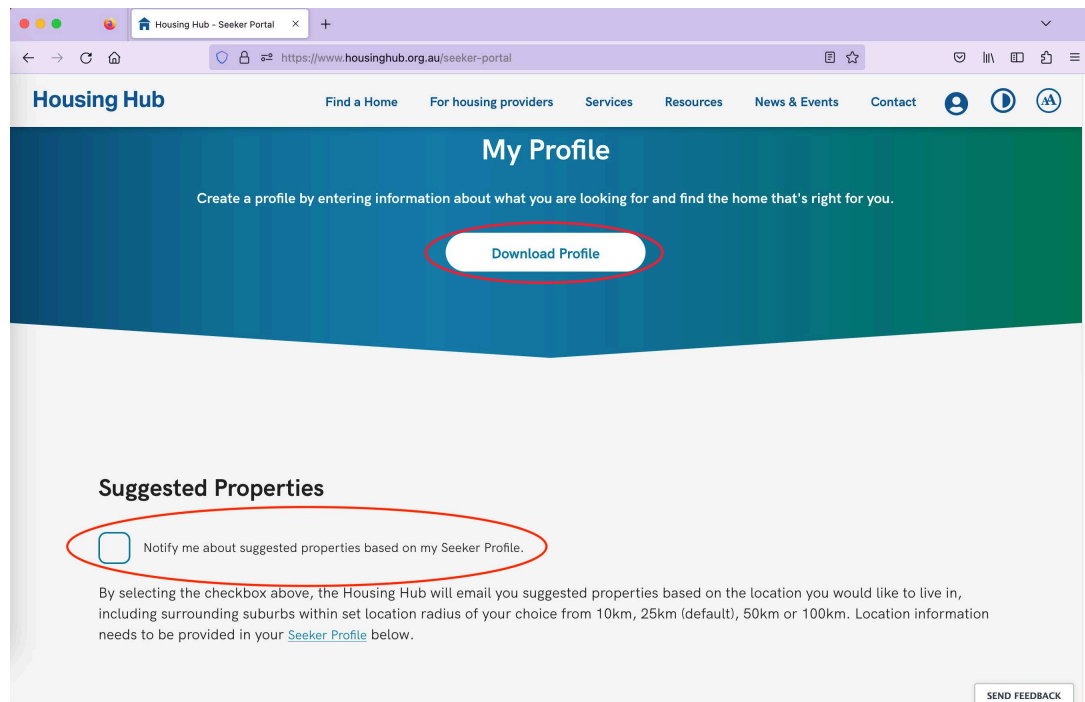 Housing Hub - Seeker Portal
https://www.housinghub.org.au/seeker-portal
Housing Hub Find a Home For housing providers Services Resources News & Events Contact AA
My Profile
Create a profile by entering information about what you are looking for and find the home that's right for you.
Download Profile
Suggested Properties
Notify me about suggested properties based on my Seeker Profile.
By selecting the checkbox above, the Housing Hub will email you suggested properties based on the location you would like to live in,
including surrounding suburbs within set location radius of your choice from 10km, 25km (default), 50km or 100km. Location information
needs to be provided in your Seeker Profile below.
SEND FEEDBACK